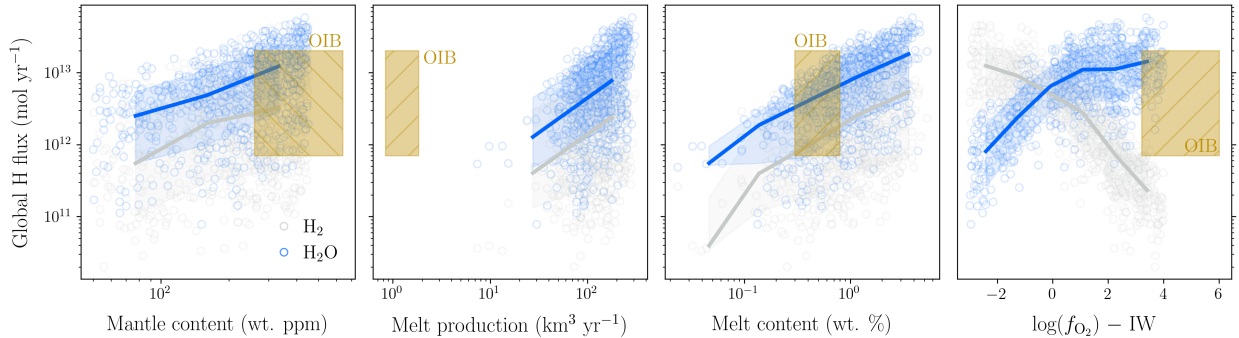 Global H flux (mol yr⁻¹)
10¹³
10¹²
10¹¹
OIB
H₂
H₂O
10²
Mantle content (wt. ppm)
OIB
10⁰
10¹
10²
Melt production (km³ yr⁻¹)
OIB
10⁻¹
10⁰
Melt content (wt. %)
OIB
−2
0
2
4
6
log(f_O₂) − IW